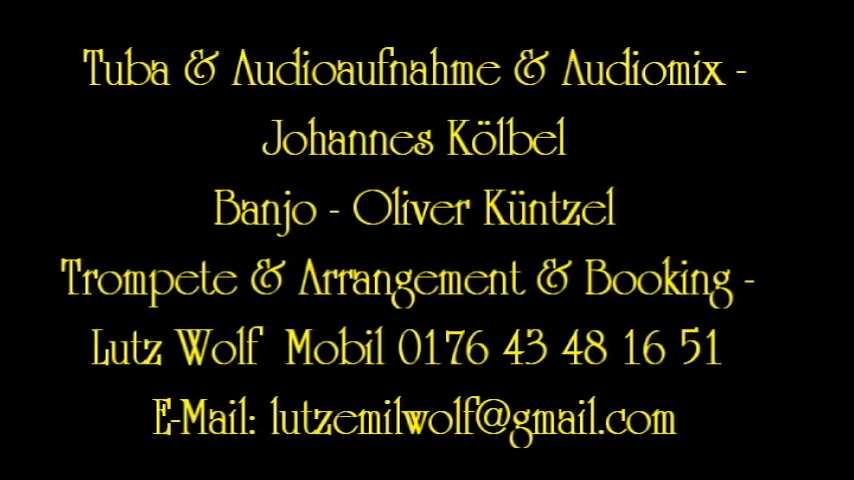 Tuba & Audioaufnahme & Audiomix -
Johannes Kölbel
Banjo - Oliver Küntzel
Trompete & Arrangement & Booking -
Lutz Wolf Mobil 0176 43 48 16 51
E-Mail: lutzemilwolf@gmail.com